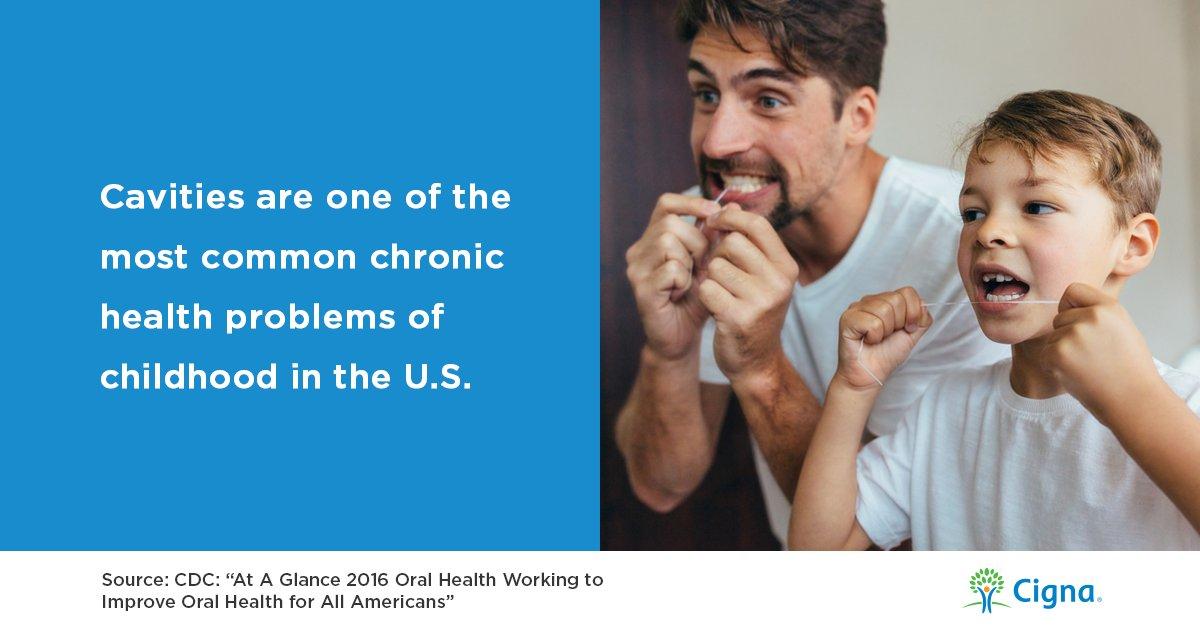 Cavities are one of the
most common chronic
health problems of
childhood in the U.S.
Source: CDC: “At A Glance 2016 Oral Health Working to
Improve Oral Health for All Americans”
Cigna®